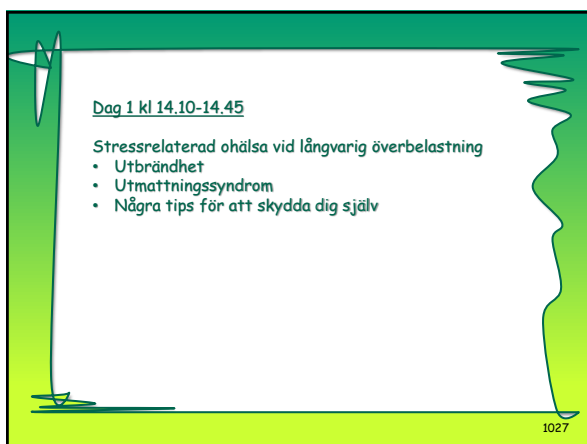 Dag 1 kl 14.10-14.45
Stressrelaterad ohälsa vid långvarig överbelastning
• Utbrändhet
• Utmattningssyndrom
• Några tips för att skydda dig själv
1027